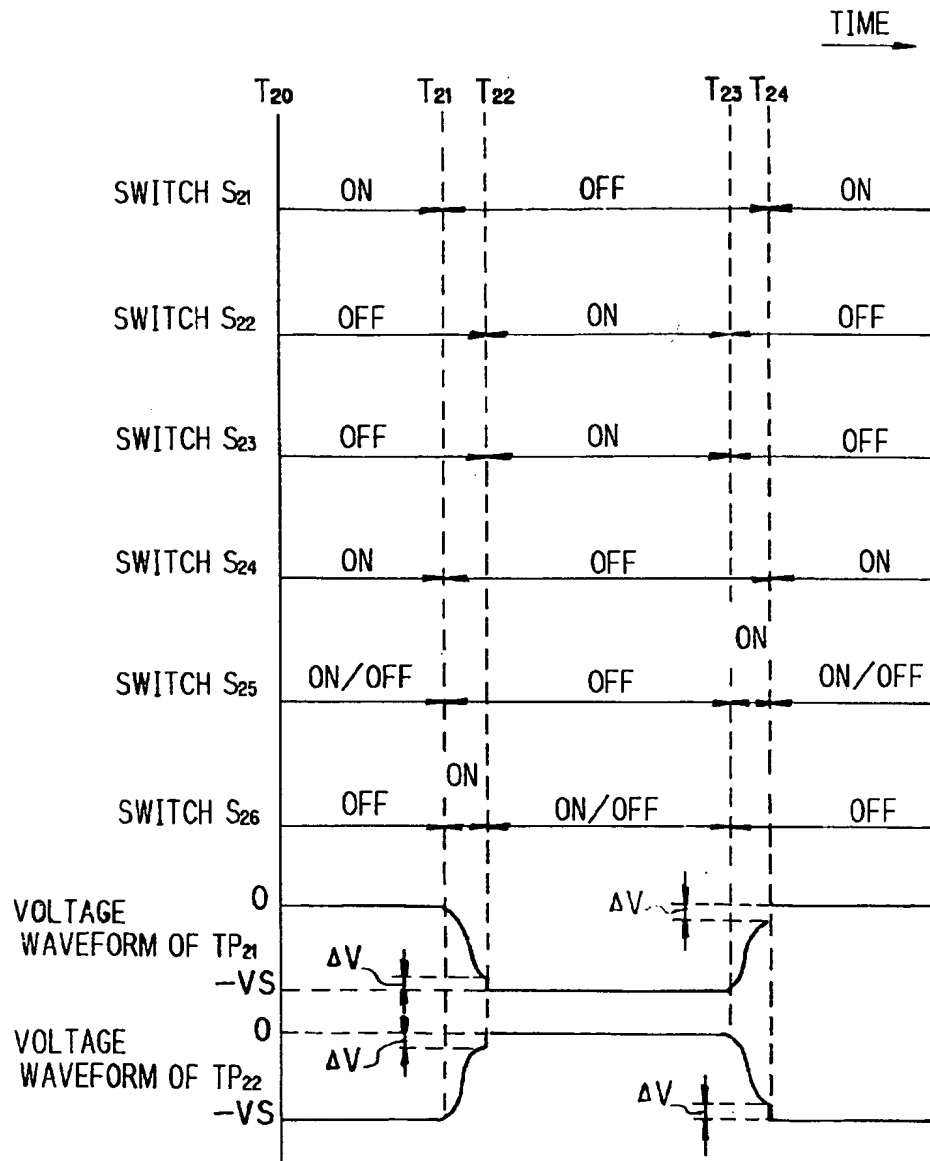 TIME
T20 T21 T22 T23 T24
SWITCH S21 ON OFF ON
SWITCH S22 OFF ON OFF
SWITCH S23 OFF ON OFF
SWITCH S24 ON OFF ON
ON
SWITCH S25 ON/OFF OFF ON/OFF
ON
SWITCH S26 OFF ON/OFF OFF
0
VOLTAGE ΔV
WAVEFORM OF TP21
ΔV
-VS
0
VOLTAGE
ΔV
WAVEFORM OF TP22
ΔV
-VS